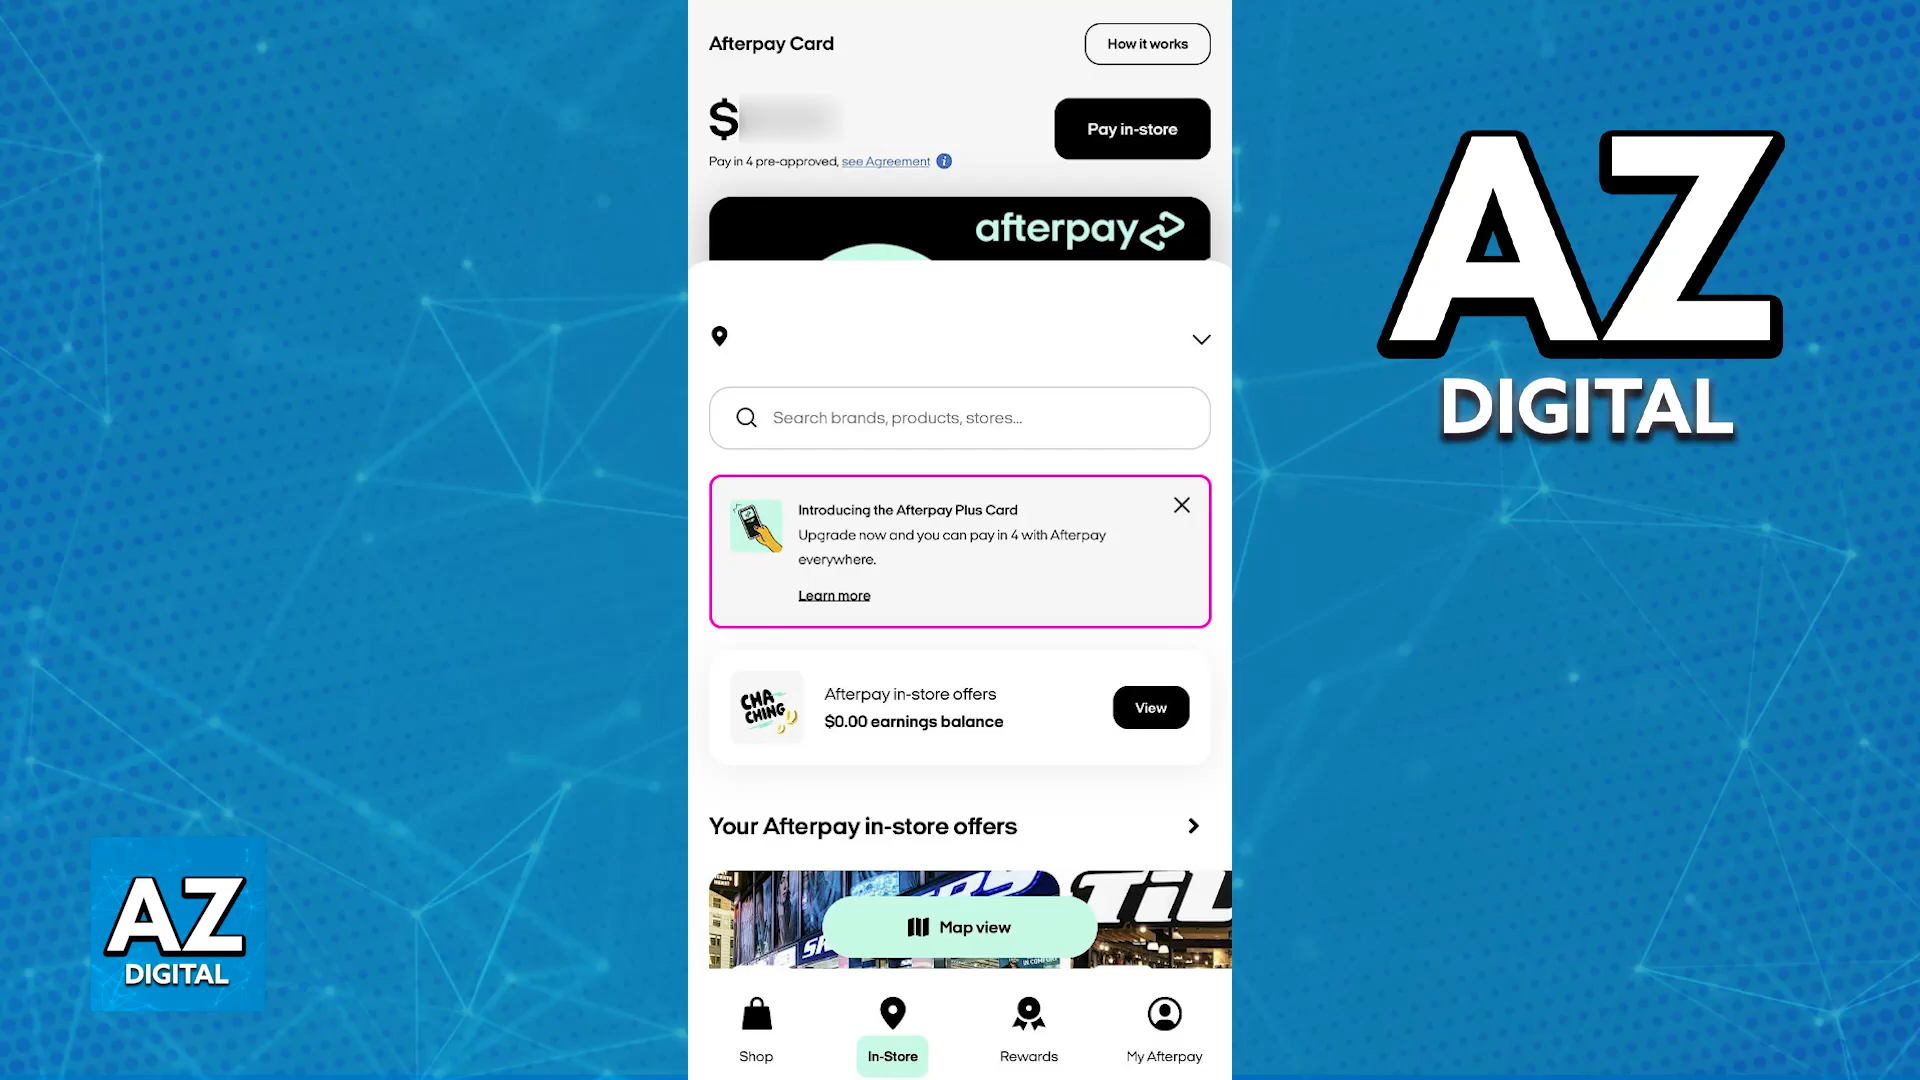 Afterpay Card
How it works
$
Pay in-store
Pay in 4 pre-approved, see Agreement
afterpay
Search brands, products, stores...
Introducing the Afterpay Plus Card
Upgrade now and you can pay in 4 with Afterpay
everywhere.
Learn more
CHA
CHING
Afterpay in-store offers
$0.00 earnings balance
View
Your Afterpay in-store offers
Map view
Shop
In-Store
Rewards
My Afterpay
AZ
DIGITAL
AZ
DIGITAL